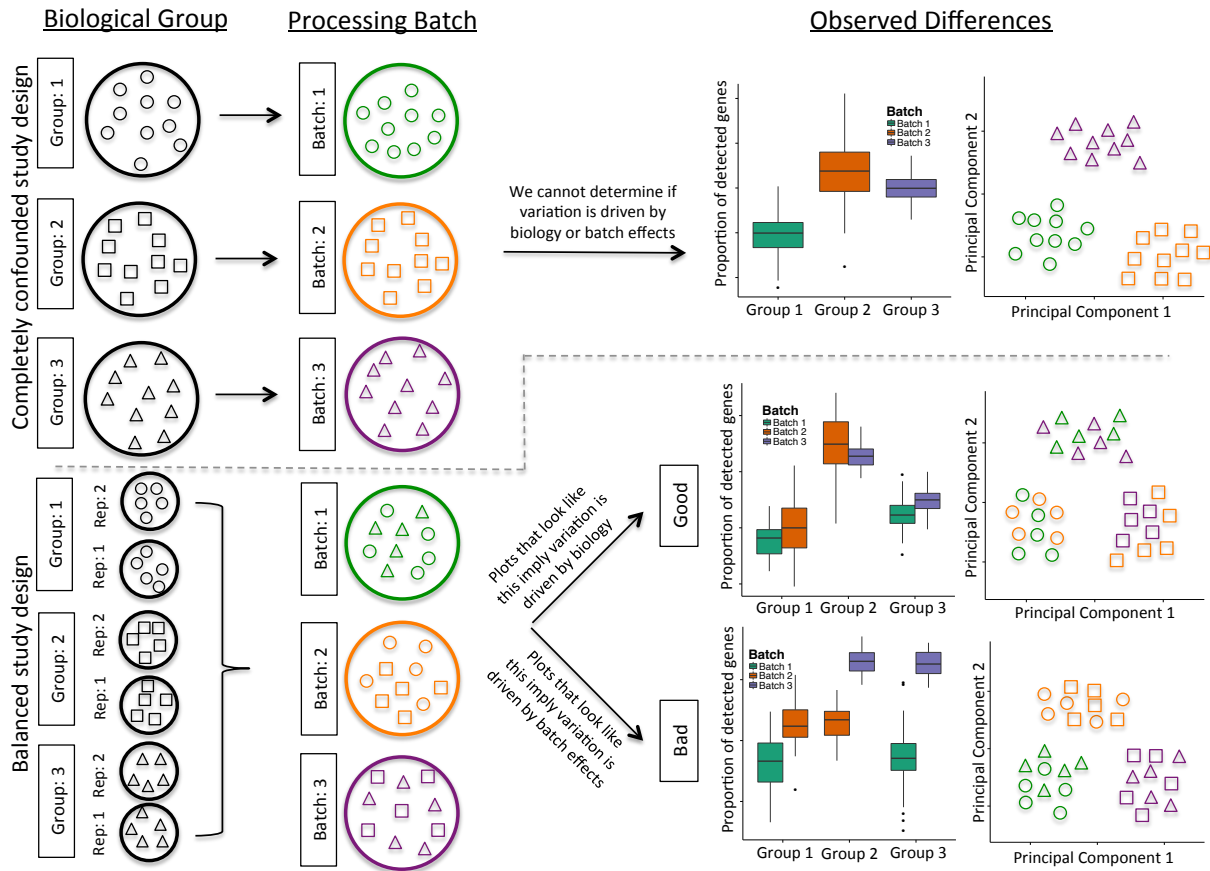 Biological Group
Processing Batch
Observed Differences
Completely confounded study design
Group: 1
Group: 2
Group: 3
Batch: 1
Batch: 2
Batch: 3
We cannot determine if
variation is driven by
biology or batch effects
Proportion of detected genes
Batch
Batch 1
Batch 2
Batch 3
Group 1
Group 2
Group 3
Principal Component 2
Principal Component 1
Balanced study design
Group: 1
Rep: 2
Rep: 1
Group: 2
Rep: 2
Rep: 1
Group: 3
Rep: 2
Rep: 1
Batch: 1
Batch: 2
Batch: 3
Plots that look like
this imply variation is
driven by biology
Good
Proportion of detected genes
Batch
Batch 1
Batch 2
Batch 3
Group 1
Group 2
Group 3
Principal Component 2
Principal Component 1
Plots that look like
this imply variation is
driven by batch effects
Bad
Proportion of detected genes
Batch
Batch 1
Batch 2
Batch 3
Group 1
Group 2
Group 3
Principal Component 2
Principal Component 1